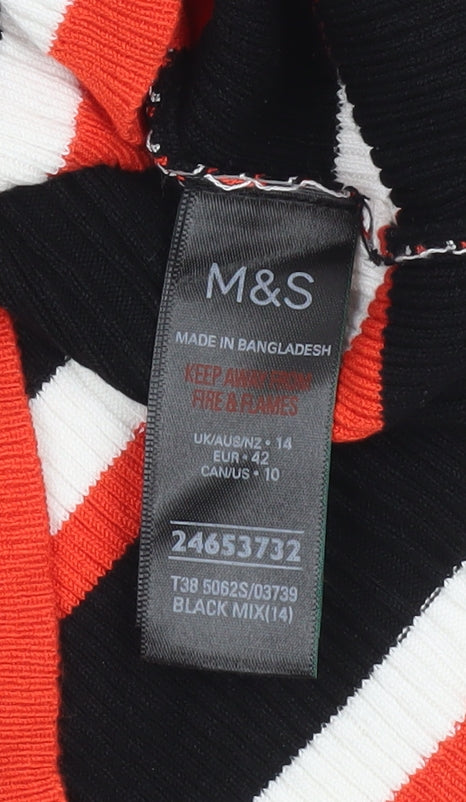 M&S
MADE IN BANGLADESH
KEEP AWAY FROM
FIRE & FLAMES
UK/AUS/NZ • 14
EUR • 42
CAN/US • 10
24653732
T38 5062S/03739
BLACK MIX(14)